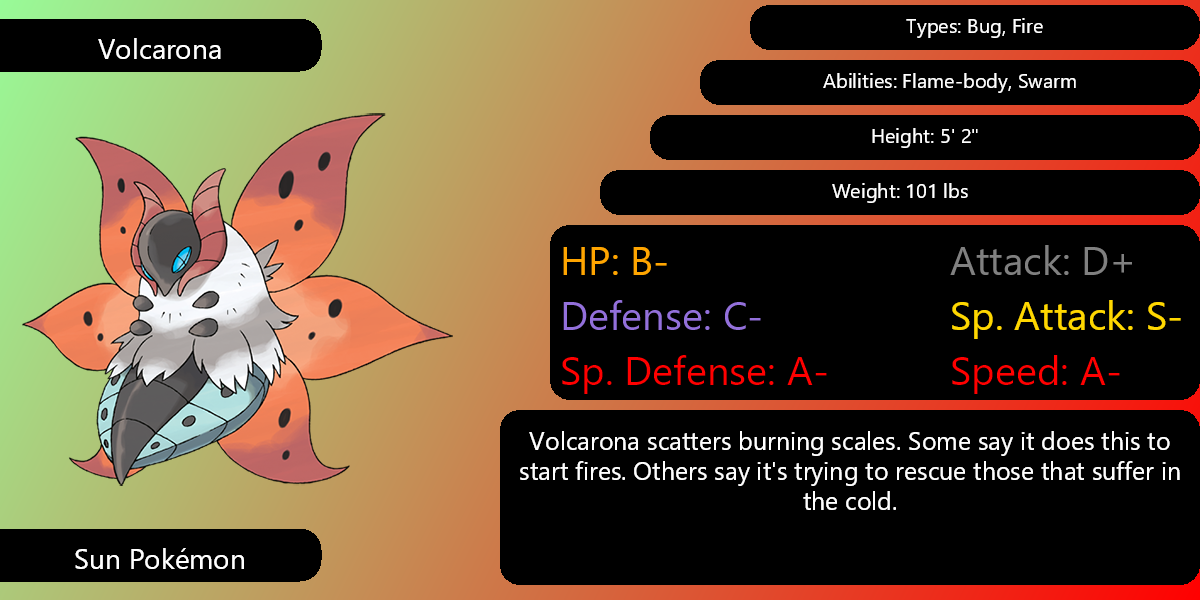 Volcarona
Types: Bug, Fire
Abilities: Flame-body, Swarm
Height: 5' 2"
Weight: 101 lbs
HP: B-
Attack: D+
Defense: C-
Sp. Attack: S-
Sp. Defense: A-
Speed: A-
Volcarona scatters burning scales. Some say it does this to
start fires. Others say it's trying to rescue those that suffer in
the cold.
Sun Pokémon